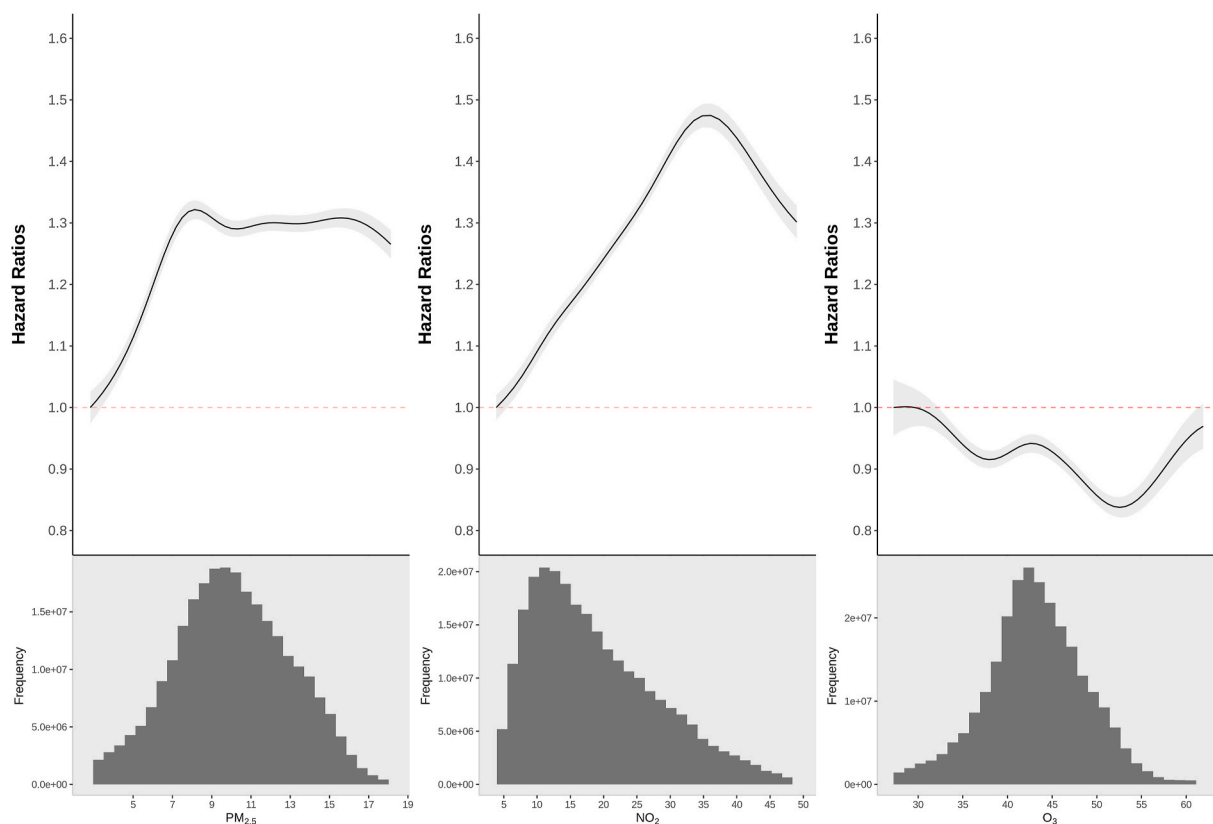 Hazard Ratios
1.6
1.5
1.4
1.3
1.2
1.1
1.0
0.9
0.8
Frequency
1.5e+07
1.0e+07
5.0e+06
0.0e+00
5 7 9 11 13 15 17 19
PM2.5
Hazard Ratios
1.6
1.5
1.4
1.3
1.2
1.1
1.0
0.9
0.8
Frequency
2.0e+07
1.5e+07
1.0e+07
5.0e+06
0.0e+00
5 10 15 20 25 30 35 40 45 50
NO2
Hazard Ratios
1.6
1.5
1.4
1.3
1.2
1.1
1.0
0.9
0.8
Frequency
2e+07
1e+07
0e+00
30 35 40 45 50 55 60
O3